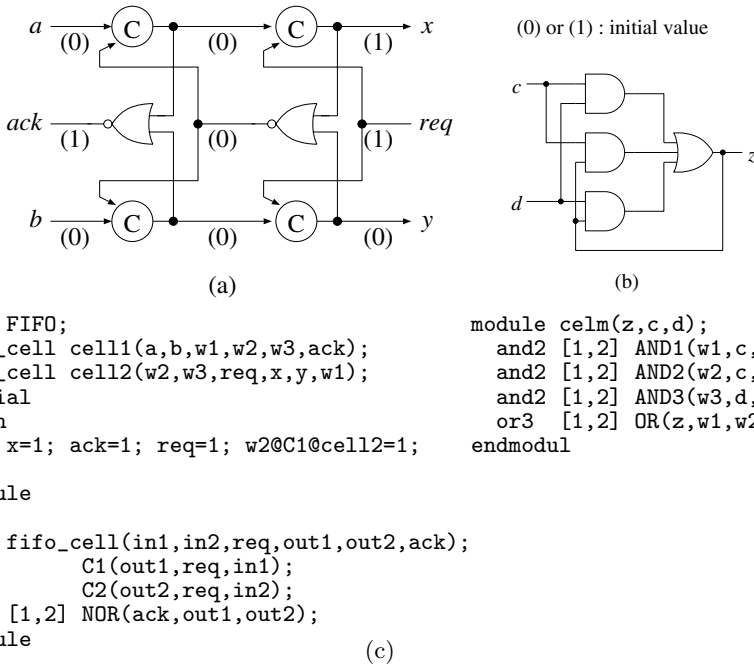 a (0) C (0) C (1) x
(0) or (1) : initial value
c
ack (1) (0) (1) req
z
d
b (0) C (0) C (0) y
(a)
(b)
FIFO;
_cell cell1(a,b,w1,w2,w3,ack);
_cell cell2(w2,w3,req,x,y,w1);
ial
n
x=1; ack=1; req=1; w2@C1@cell2=1;
ule
fifo_cell(in1,in2,req,out1,out2,ack);
C1(out1,req,in1);
C2(out2,req,in2);
[1,2] NOR(ack,out1,out2);
ule
module celm(z,c,d);
and2 [1,2] AND1(w1,c,
and2 [1,2] AND2(w2,c,
and2 [1,2] AND3(w3,d,
or3 [1,2] OR(z,w1,w2
endmodul
(c)